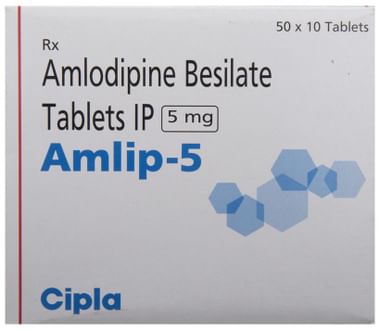 50 x 10 Tablets
Rx
Amlodipine Besilate
Tablets IP 5 mg
Amlip-5
Cipla